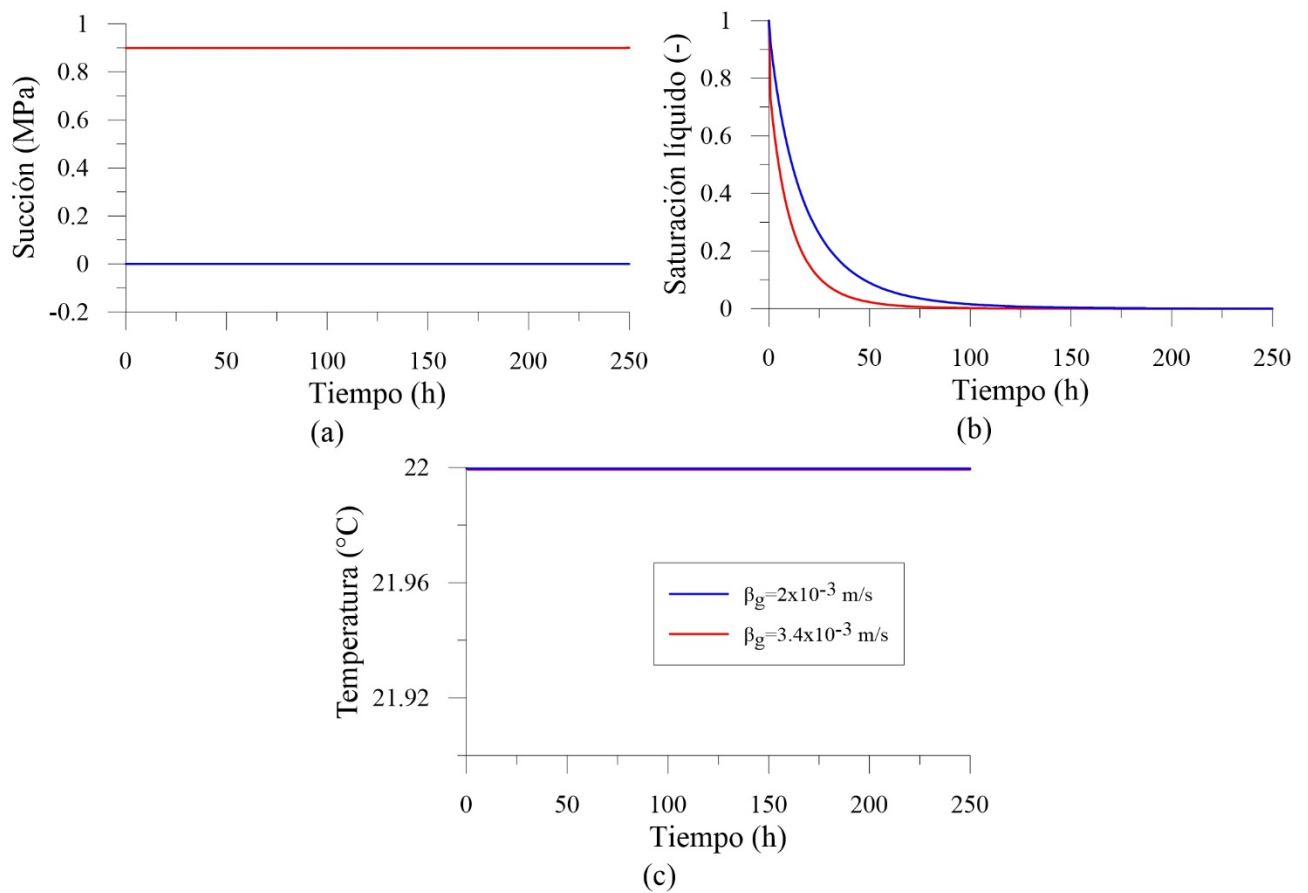 Succión (MPa)
1
0.8
0.6
0.4
0.2
0
-0.2
0 50 100 150 200 250
Tiempo (h)
(a)
Saturación líquido (-)
1
0.8
0.6
0.4
0.2
0
0 50 100 150 200 250
Tiempo (h)
(b)
Temperatura (°C)
22
21.96
21.92
βg=2x10-3 m/s
βg=3.4x10-3 m/s
0 50 100 150 200 250
Tiempo (h)
(c)